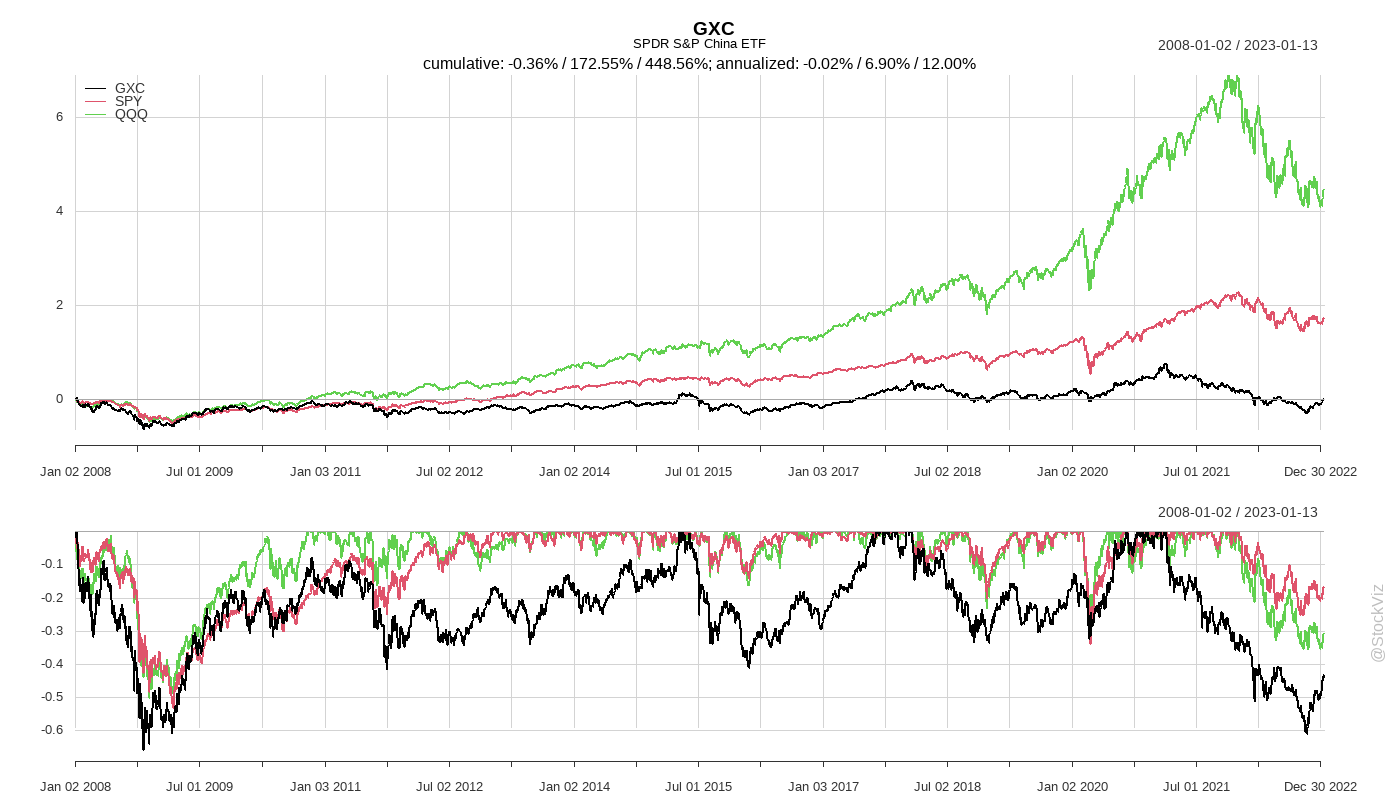 GXC
SPDR S&P China ETF
2008-01-02 / 2023-01-13
cumulative: -0.36% / 172.55% / 448.56%; annualized: -0.02% / 6.90% / 12.00%
GXC
SPY
QQQ
6
4
2
0
Jan 02 2008 Jul 01 2009 Jan 03 2011 Jul 02 2012 Jan 02 2014 Jul 01 2015 Jan 03 2017 Jul 02 2018 Jan 02 2020 Jul 01 2021 Dec 30 2022
2008-01-02 / 2023-01-13
-0.1
-0.2
-0.3
-0.4
-0.5
-0.6
Jan 02 2008 Jul 01 2009 Jan 03 2011 Jul 02 2012 Jan 02 2014 Jul 01 2015 Jan 03 2017 Jul 02 2018 Jan 02 2020 Jul 01 2021 Dec 30 2022
@StockViz